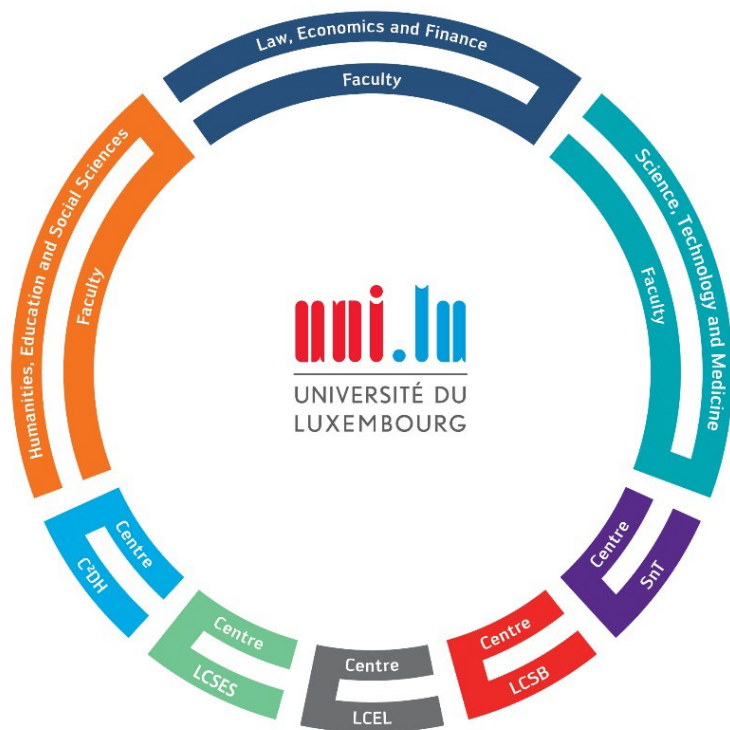 Law, Economics and Finance
Faculty
Science, Technology and Medicine
Faculty
Humanities, Education and Social Sciences
Faculty
uni.lu
UNIVERSITÉ DU
LUXEMBOURG
Centre
C²DH
Centre
LCSES
Centre
LCEL
Centre
LCSB
Centre
SnT